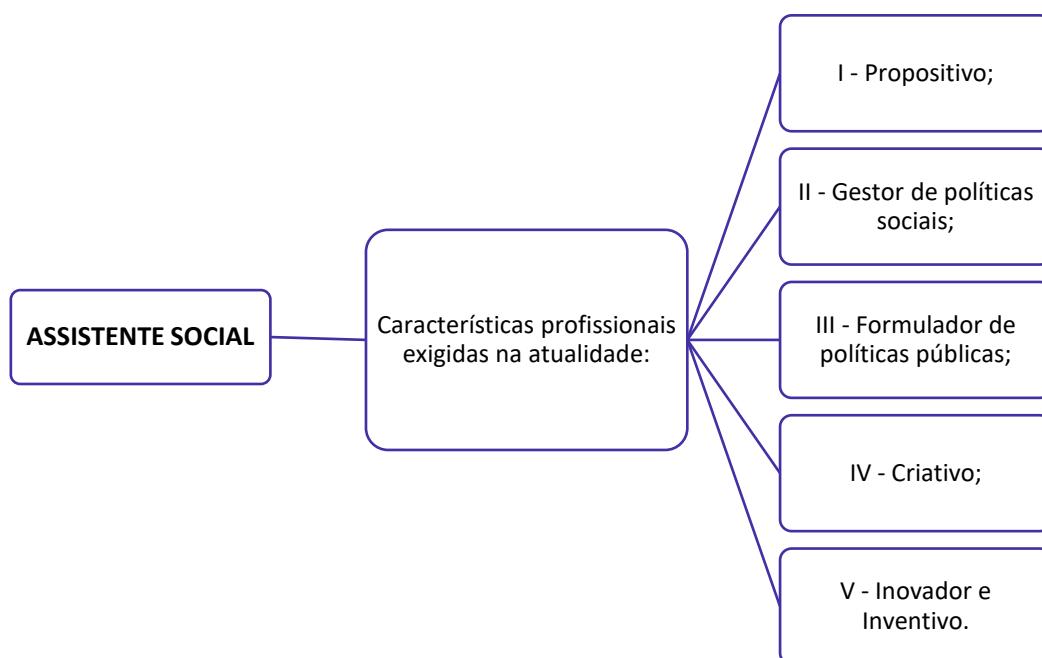 ASSISTENTE SOCIAL
Características profissionais
exigidas na atualidade:
I - Propositivo;
II - Gestor de políticas
sociais;
III - Formulador de
políticas públicas;
IV - Criativo;
V - Inovador e
Inventivo.